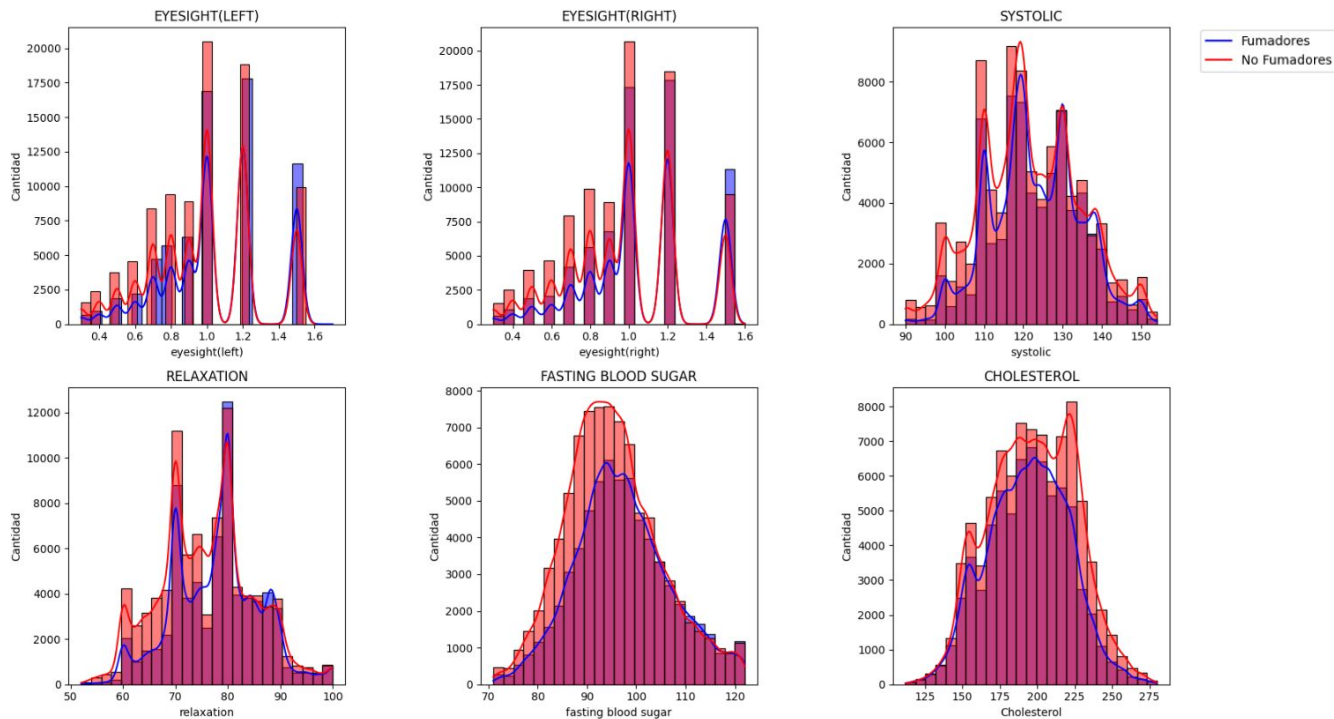 EYESIGHT(LEFT)
Cantidad
20000
17500
15000
12500
10000
7500
5000
2500
0
0.4 0.6 0.8 1.0 1.2 1.4 1.6
eyesight(left)
EYESIGHT(RIGHT)
Cantidad
20000
17500
15000
12500
10000
7500
5000
2500
0
0.4 0.6 0.8 1.0 1.2 1.4 1.6
eyesight(right)
SYSTOLIC
Cantidad
8000
6000
4000
2000
0
90 100 110 120 130 140 150
systolic
Fumadores
No Fumadores
RELAXATION
Cantidad
12000
10000
8000
6000
4000
2000
0
50 60 70 80 90 100
relaxation
FASTING BLOOD SUGAR
Cantidad
8000
7000
6000
5000
4000
3000
2000
1000
0
70 80 90 100 110 120
fasting blood sugar
CHOLESTEROL
Cantidad
8000
7000
6000
5000
4000
3000
2000
1000
0
125 150 175 200 225 250 275
Cholesterol